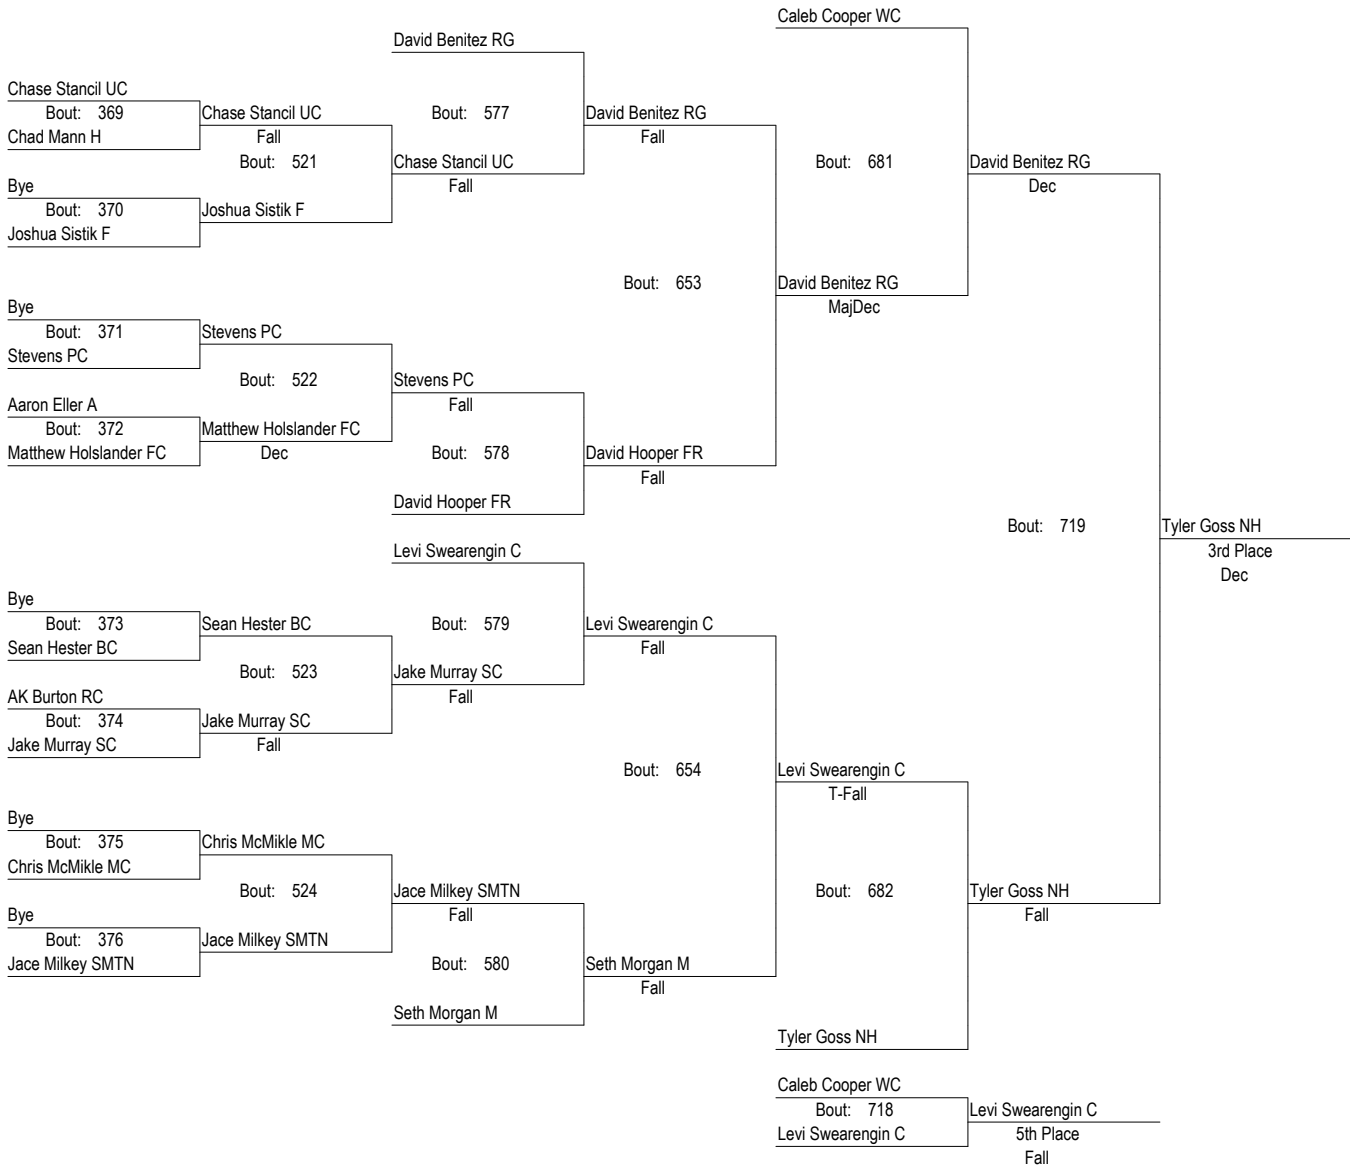 Caleb Cooper WC
David Benitez RG
Chase Stancil UC
Bout: 369
Chad Mann H
Chase Stancil UC
Fall
Bout: 521
Bye
Bout: 370
Joshua Sistik F
Joshua Sistik F
Bout: 577
Chase Stancil UC
Fall
David Benitez RG
Fall
Bout: 681
David Benitez RG
Dec
Bye
Bout: 371
Stevens PC
Stevens PC
Bout: 522
Aaron Eller A
Bout: 372
Matthew Holslander FC
Matthew Holslander FC
Dec
Stevens PC
Fall
Bout: 578
David Hooper FR
David Hooper FR
Fall
Bout: 653
David Benitez RG
MajDec
Bout: 719
Tyler Goss NH
3rd Place
Dec
Levi Swearengin C
Bye
Bout: 373
Sean Hester BC
Sean Hester BC
Bout: 523
AK Burton RC
Bout: 374
Jake Murray SC
Jake Murray SC
Fall
Bout: 579
Jake Murray SC
Fall
Levi Swearengin C
Fall
Bout: 654
Levi Swearengin C
T-Fall
Bye
Bout: 375
Chris McMikle MC
Chris McMikle MC
Bout: 524
Bye
Bout: 376
Jace Milkey SMTN
Jace Milkey SMTN
Jace Milkey SMTN
Fall
Bout: 580
Seth Morgan M
Seth Morgan M
Fall
Bout: 682
Tyler Goss NH
Fall
Tyler Goss NH
Caleb Cooper WC
Bout: 718
Levi Swearengin C
Levi Swearengin C
5th Place
Fall